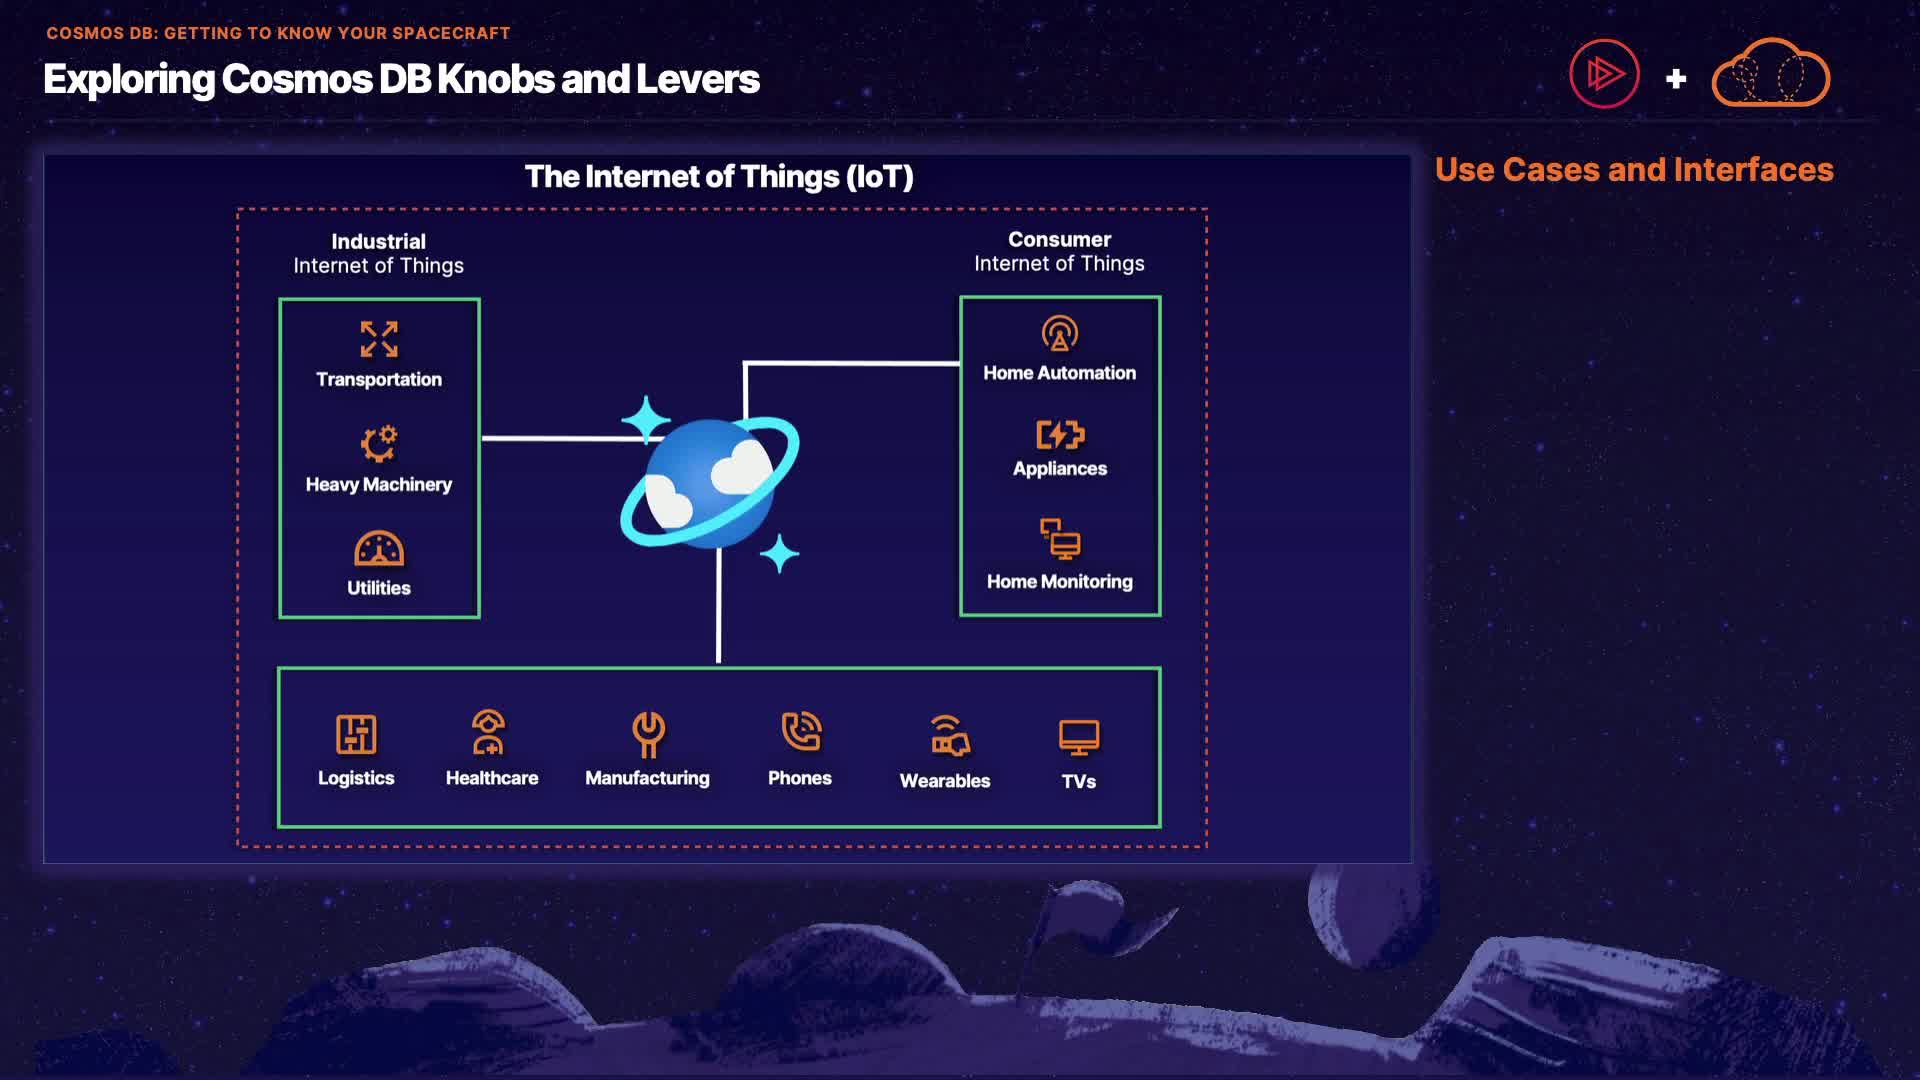 COSMOS DB: GETTING TO KNOW YOUR SPACECRAFT
Exploring Cosmos DB Knobs and Levers
+
The Internet of Things (IoT)
Use Cases and Interfaces
Industrial
Internet of Things
Transportation
Heavy Machinery
Utilities
Consumer
Internet of Things
Home Automation
Appliances
Home Monitoring
Logistics
Healthcare
Manufacturing
Phones
Wearables
TVs